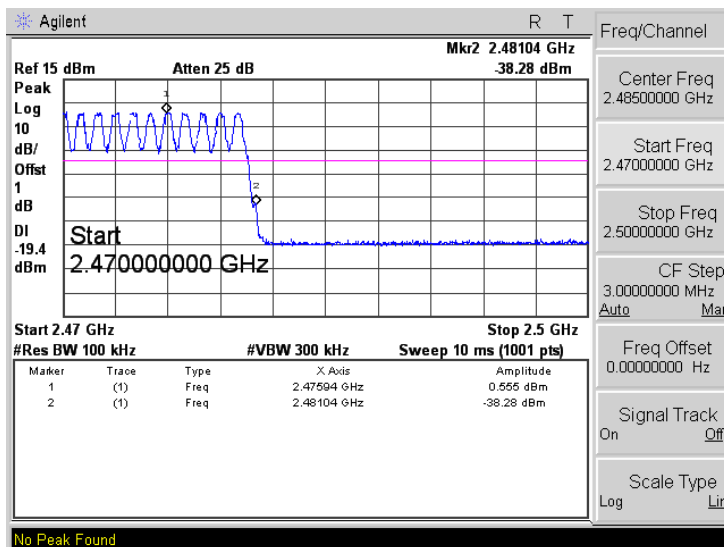 Agilent R T
Mkr2 2.48104 GHz
Ref 15 dBm Atten 25 dB -38.28 dBm
Peak
Log
10
dB/
Offst
1
dB
DI
-19.4
dBm
1
2
Start
2.470000000 GHz
Start 2.47 GHz Stop 2.5 GHz
#Res BW 100 kHz #VBW 300 kHz Sweep 10 ms (1001 pts)
Marker Trace Type X Axis Amplitude
1 (1) Freq 2.47594 GHz 0.555 dBm
2 (1) Freq 2.48104 GHz -38.28 dBm
No Peak Found
Freq/Channel
Center Freq
2.48500000 GHz
Start Freq
2.47000000 GHz
Stop Freq
2.50000000 GHz
CF Step
3.00000000 MHz
Auto Mar
Freq Offset
0.00000000 Hz
Signal Track
On Off
Scale Type
Log Lin